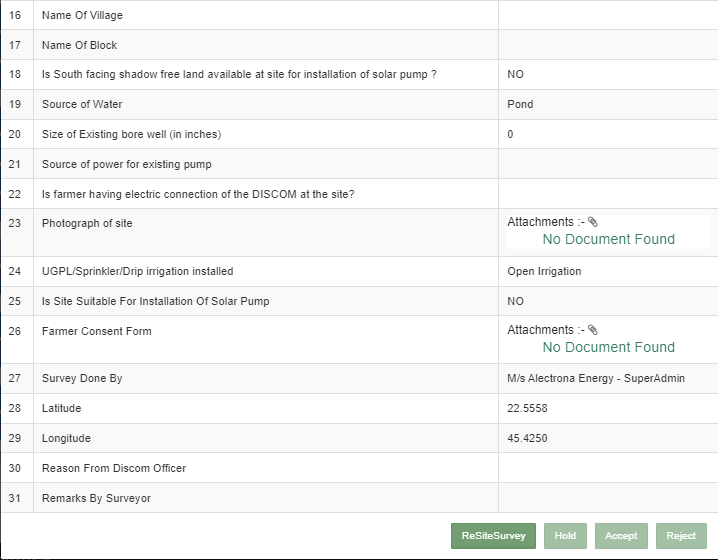 16 Name Of Village
17 Name Of Block
18 Is South facing shadow free land available at site for installation of solar pump ? NO
19 Source of Water Pond
20 Size of Existing bore well (in inches) 0
21 Source of power for existing pump
22 Is farmer having electric connection of the DISCOM at the site?
23 Photograph of site Attachments :-
No Document Found
24 UGPL/Sprinkler/Drip irrigation installed Open Irrigation
25 Is Site Suitable For Installation Of Solar Pump NO
26 Farmer Consent Form Attachments :-
No Document Found
27 Survey Done By M/s Alectrona Energy - SuperAdmin
28 Latitude 22.5558
29 Longitude 45.4250
30 Reason From Discom Officer
31 Remarks By Surveyor
ReSiteSurvey Hold Accept Reject